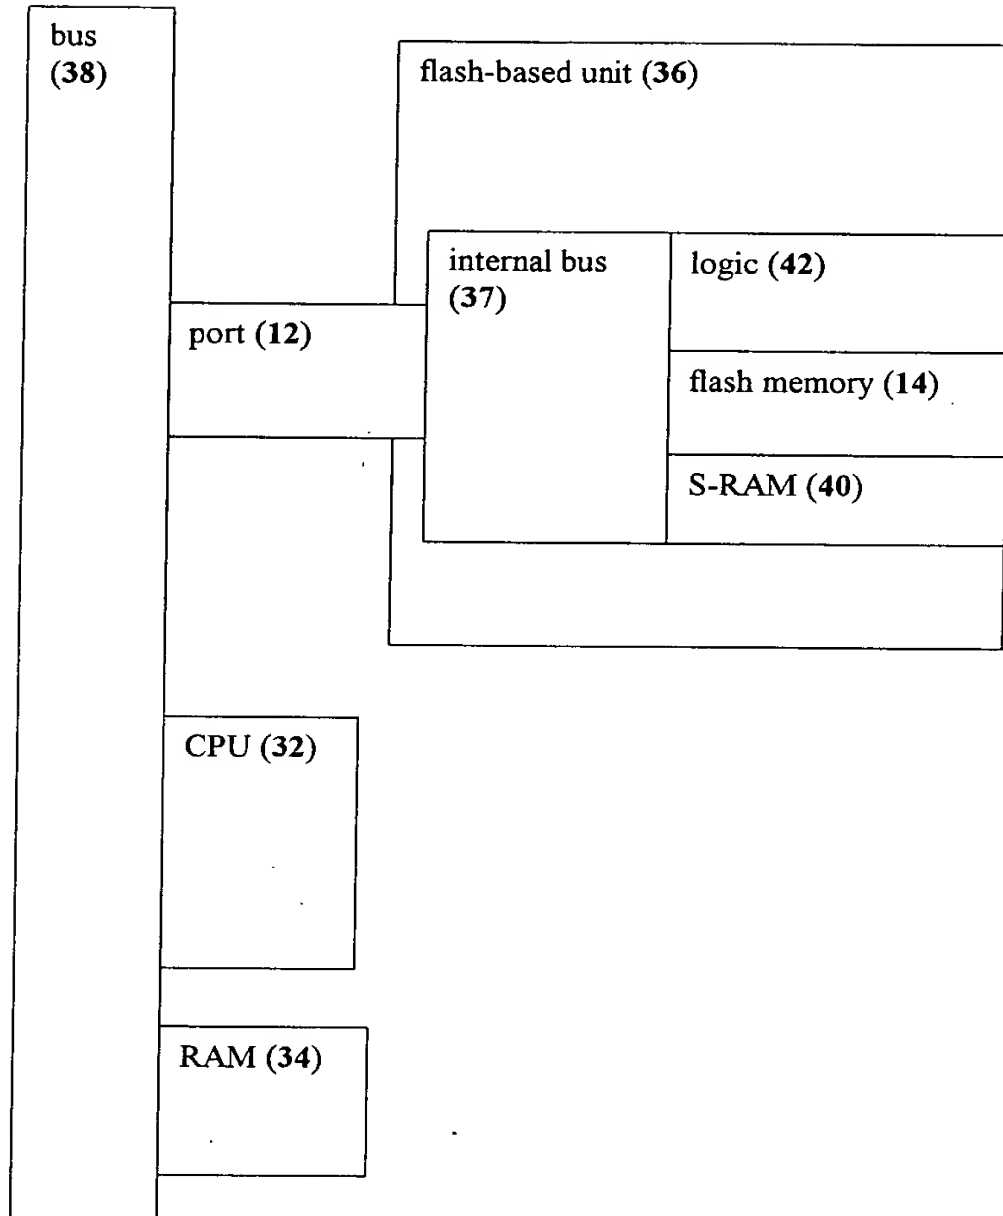 bus
(38)
flash-based unit (36)
internal bus
(37)
logic (42)
port (12)
flash memory (14)
S-RAM (40)
CPU (32)
RAM (34)